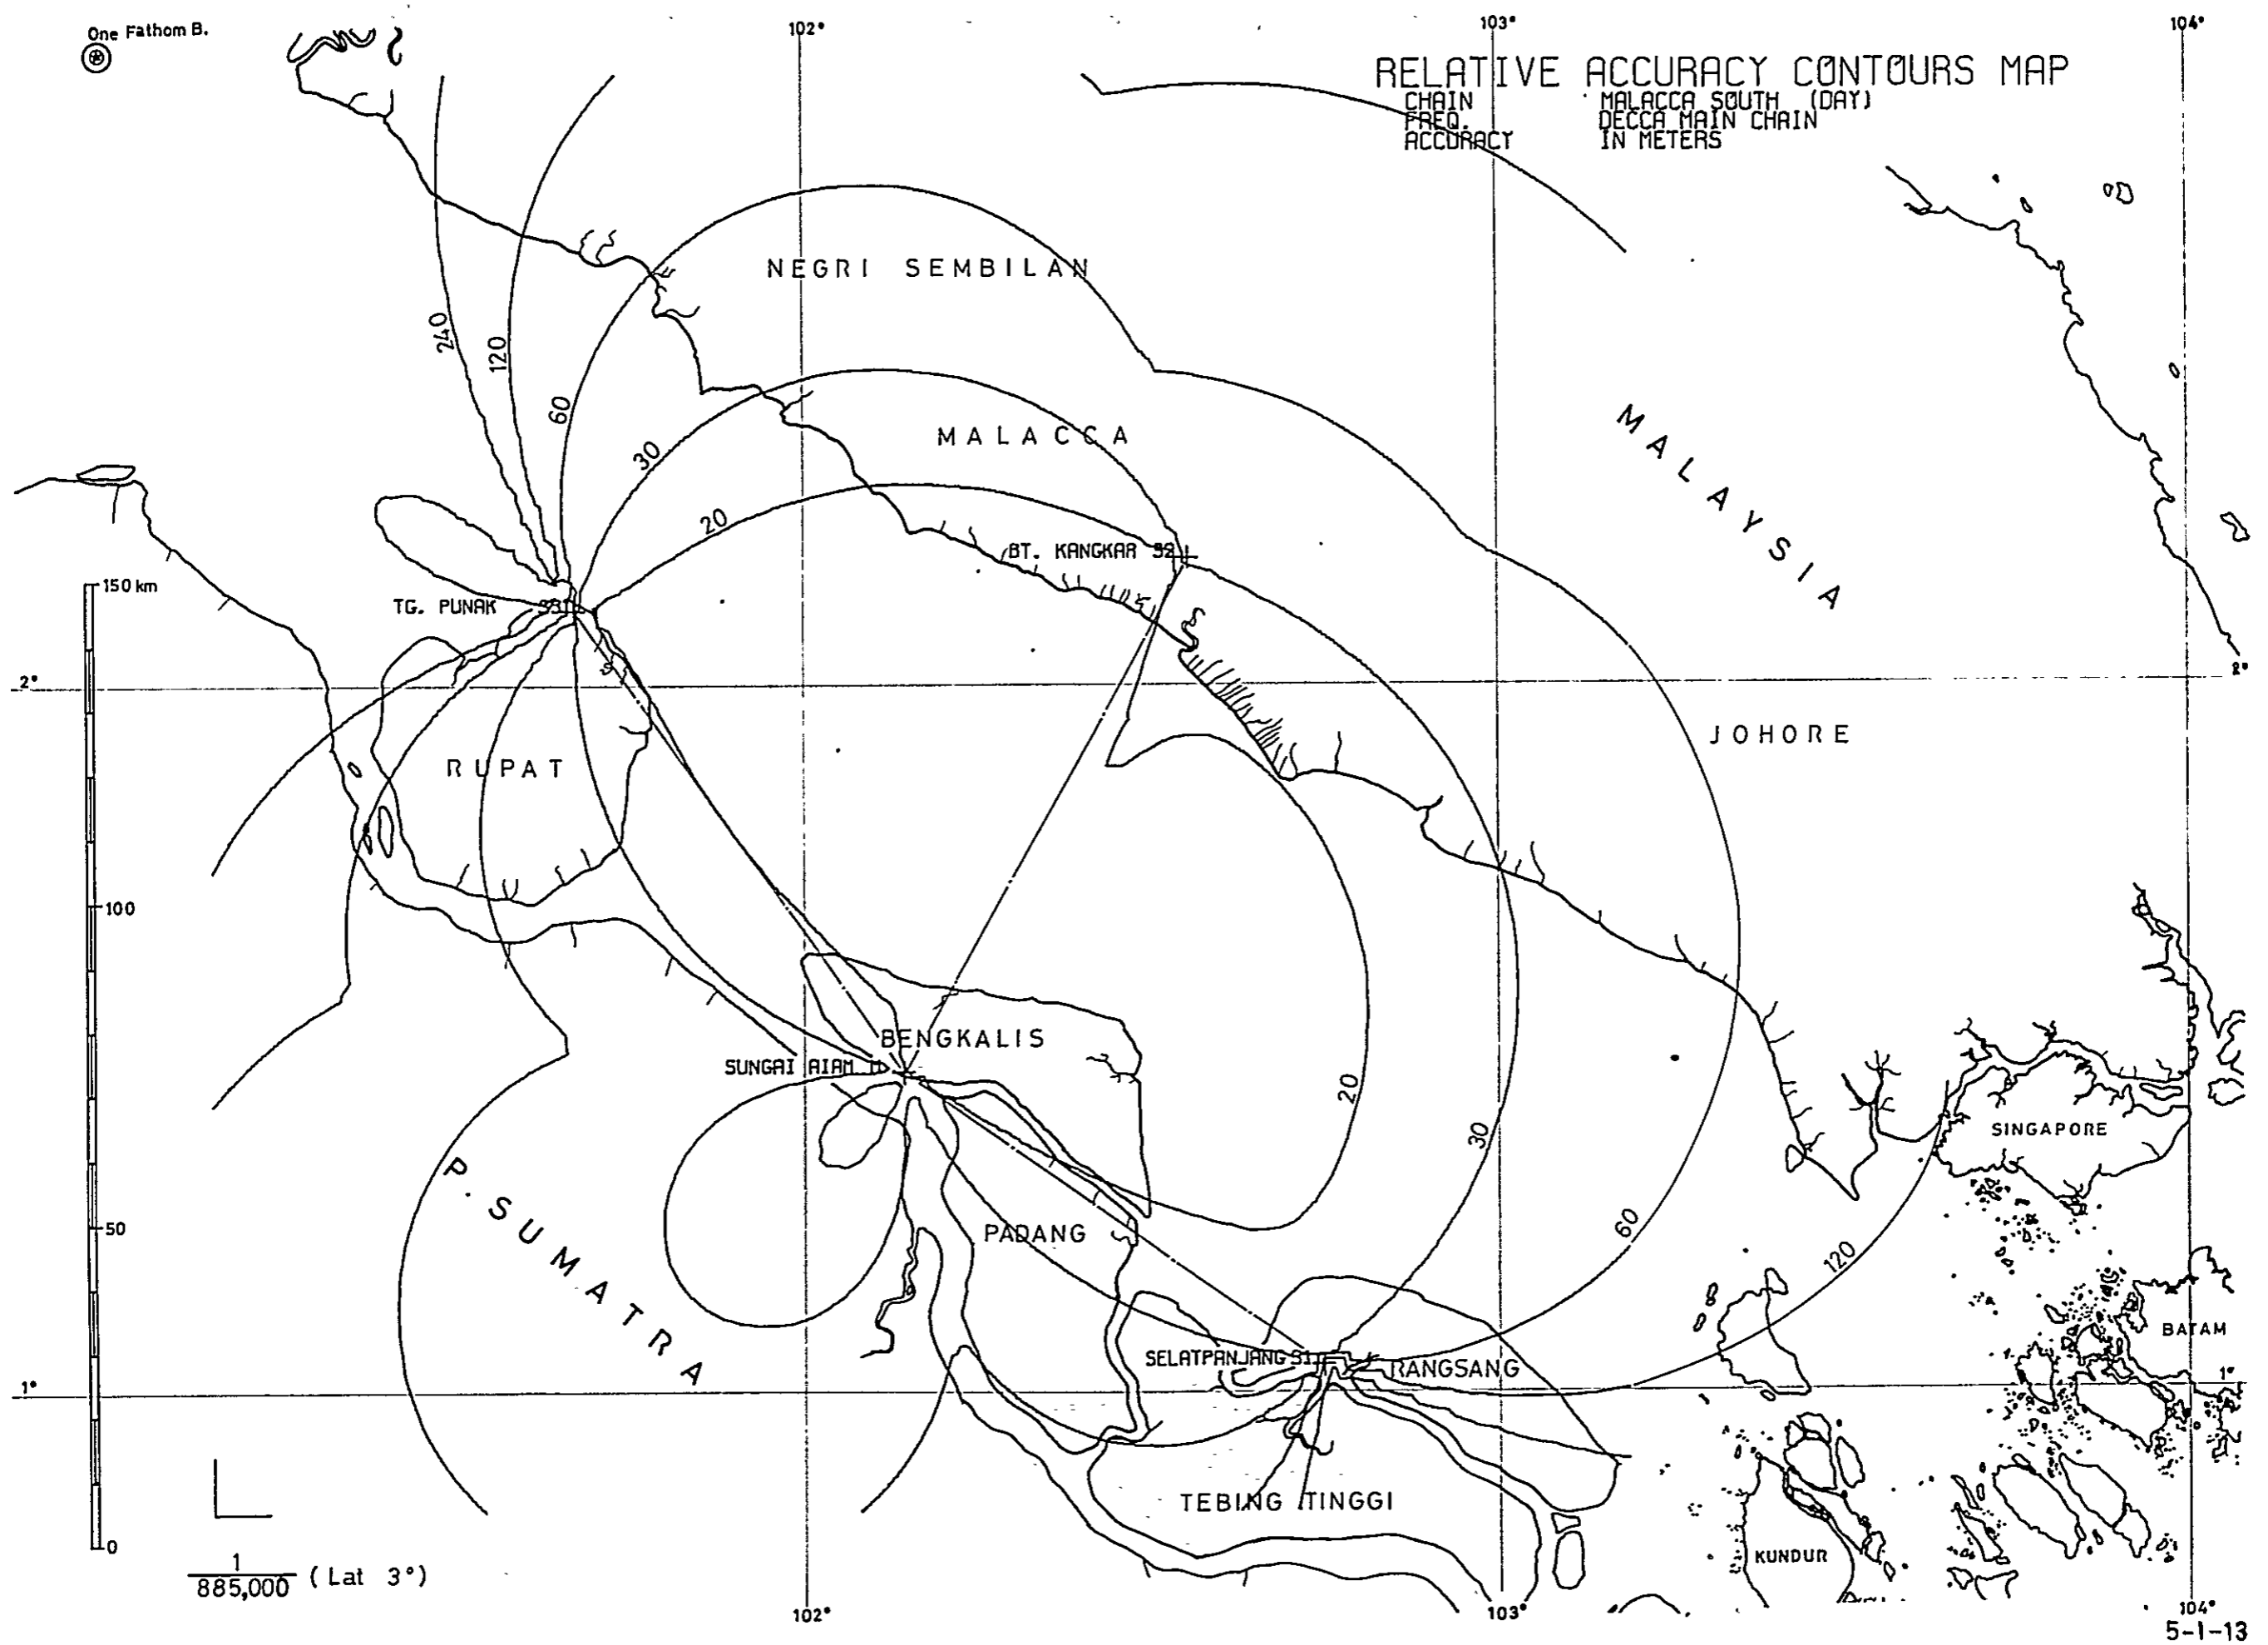 One Fathom B.
102°
103°
104°
RELATIVE ACCURACY CONTOURS MAP
CHAIN MALACCA SOUTH (DAY)
FREQ. DECCA MAIN CHAIN
ACCURACY IN METERS
NEGRI SEMBILAN
240
120
60
30
20
MALACCA
MALAYSIA
BT. KANGKAR S2
150 km
TG. PUNAK
2°
2°
JOHORE
RUPAT
100
BENGKALIS
SUNGAI AIAM
20
30
60
120
SINGAPORE
P. SUMATRA
50
PADANG
BATAM
SELATPANJANG S1
RANGSANG
1°
1°
TEBING TINGGI
KUNDUR
0
1
885,000 (Lat 3°)
102°
103°
104°
5-1-13